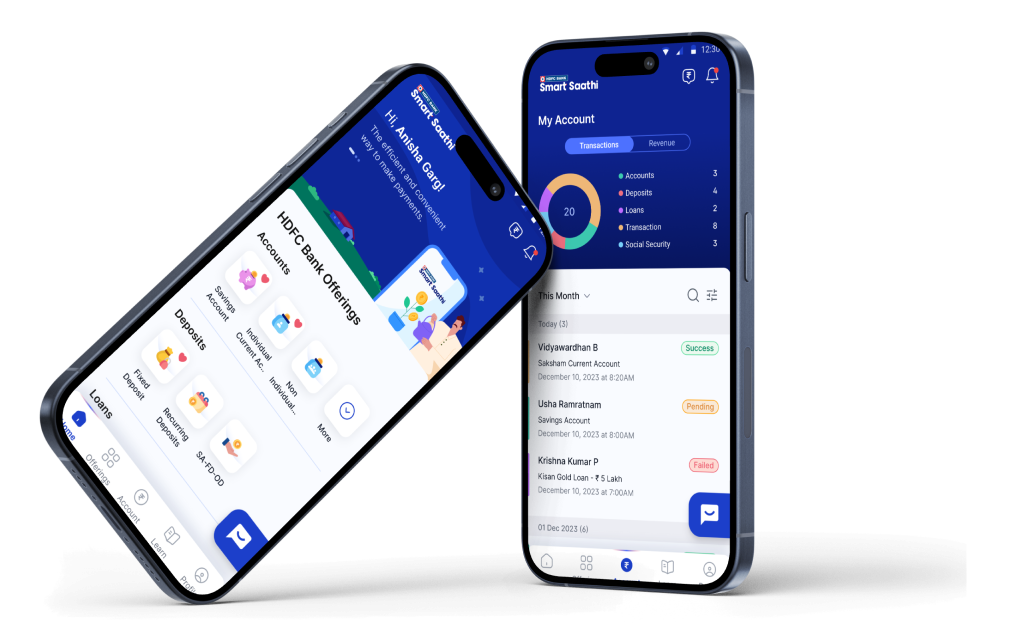 HDFC BANK
Smart Saathi
Hi, Anisha Garg!
The efficient and convenient
way to make payments.
Smart Saathi
HDFC Bank Offerings
Accounts
Savings
Account
Individual
Current Ac..
Non
Individual..
More
Deposits
Fixed
Deposit
Recurring
Deposits
SA-FD-OD
Loans
Home
Offerings
Account
Learn
Profi
12:30
HDFC BANK
Smart Saathi
My Account
Transactions
Revenue
20
Accounts 3
Deposits 4
Loans 2
Transaction 8
Social Security 3
This Month
Today (3)
Vidyawardhan B
Success
Saksham Current Account
December 10, 2023 at 8:20AM
Usha Ramratnam
Pending
Savings Account
December 10, 2023 at 8:00AM
Krishna Kumar P
Failed
Kisan Gold Loan - ₹ 5 Lakh
December 10, 2023 at 7:00AM
01 Dec 2023 (6)